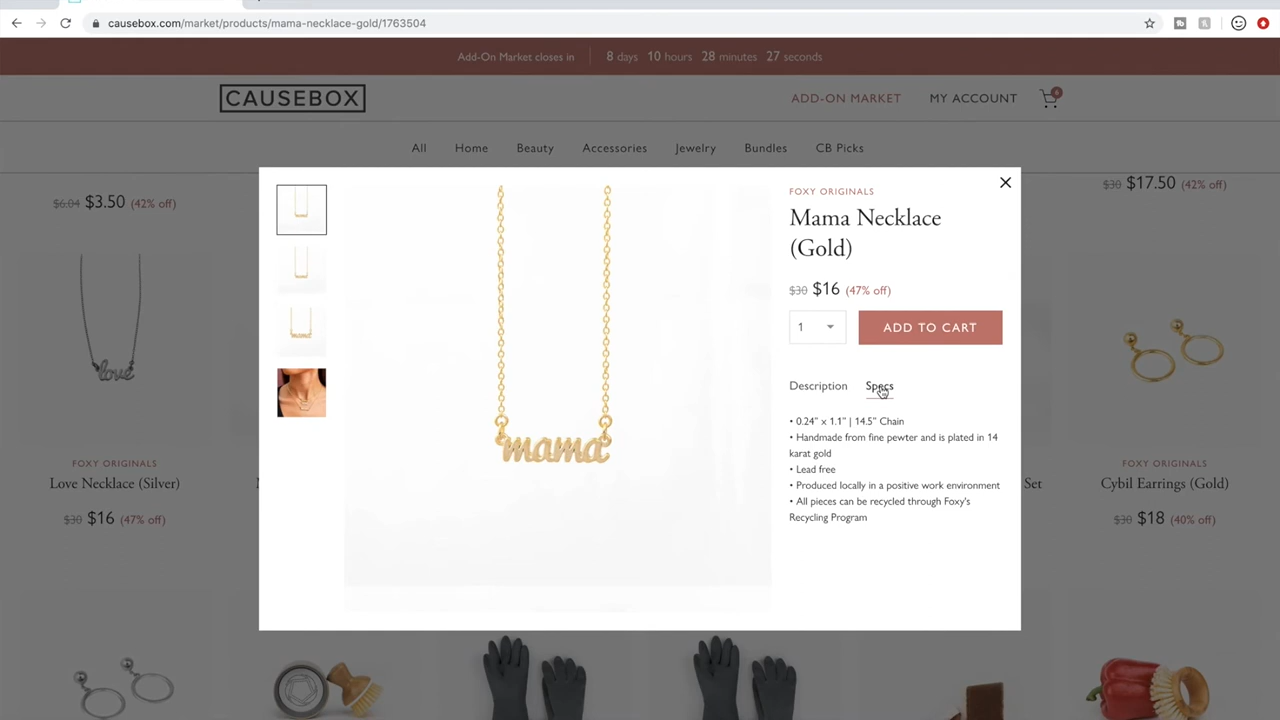 causebox.com/market/products/mama-necklace-gold/1763504
Add-On Market closes in 8 days 10 hours 28 minutes 27 seconds
CAUSEBOX
ADD-ON MARKET MY ACCOUNT
All Home Beauty Accessories Jewelry Bundles CB Picks
$6.04 $3.50 (42% off)
$30 $17.50 (42% off)
FOXY ORIGINALS
Mama Necklace
(Gold)
$30 $16 (47% off)
1 ADD TO CART
Description Specs
• 0.24” x 1.1” | 14.5” Chain
• Handmade from fine pewter and is plated in 14
karat gold
• Lead free
• Produced locally in a positive work environment
• All pieces can be recycled through Foxy's
Recycling Program
mama
love
FOXY ORIGINALS
Love Necklace (Silver)
$30 $16 (47% off)
Set
FOXY ORIGINALS
Cybil Earrings (Gold)
$30 $18 (40% off)